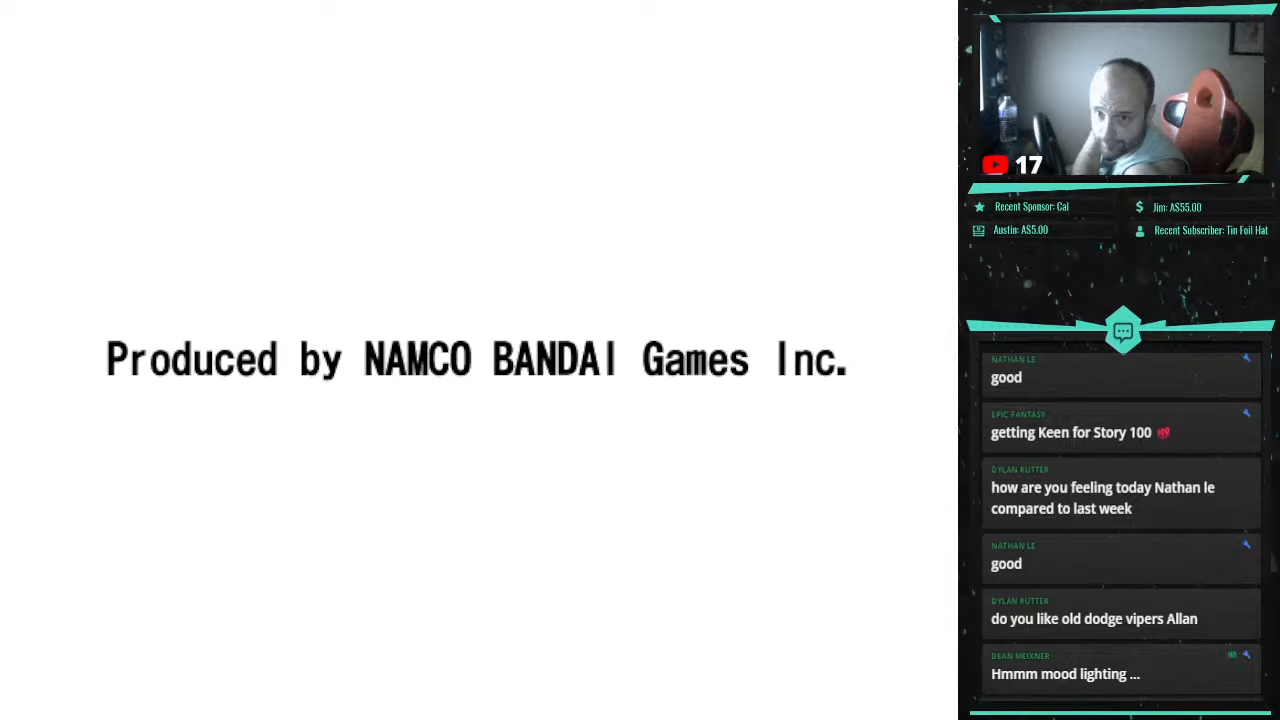 Produced by NAMCO BANDAI Games Inc.
17
Recent Sponsor: Cal
Jim: A$55.00
Austin: A$5.00
Recent Subscriber: Tin Foil Hat
NATHAN LE
good
EPIC FANTASY
getting Keen for Story 100 💯
DYLAN RUTTER
how are you feeling today Nathan le
compared to last week
NATHAN LE
good
DYLAN RUTTER
do you like old dodge vipers Allan
DEAN MEIXNER
Hmmm mood lighting ...